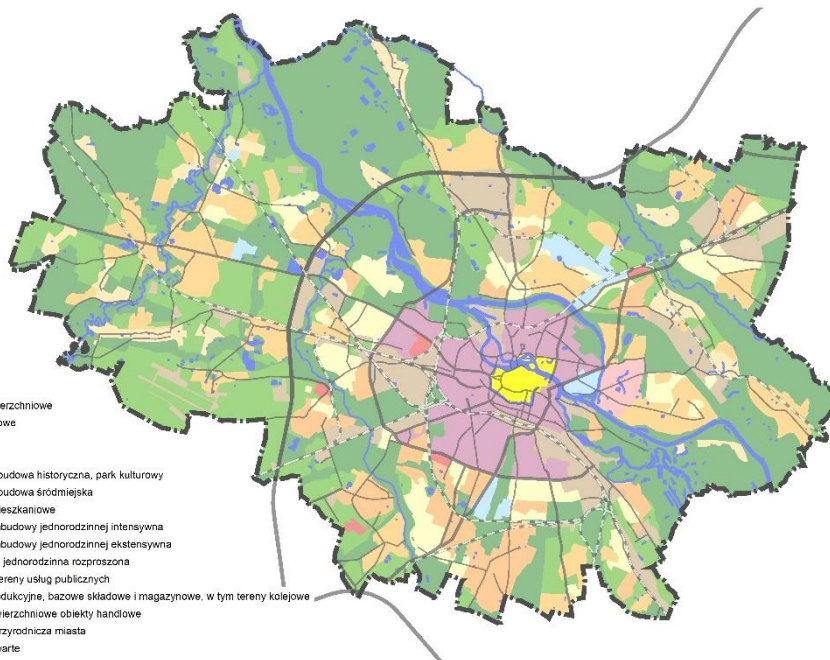 ierzchniowe
owe
budowa historyczna, park kulturowy
budowa śródmiejska
ieszkaniowe
budowy jednorodzinnej intensywna
budowy jednorodzinnej ekstensywna
jednorodzinna rozproszona
ereny usług publicznych
odukcyjne, bazowe składowe i magazynowe, w tym tereny kolejowe
wierzchniowe obiekty handlowe
rzyrodnicza miasta
warte